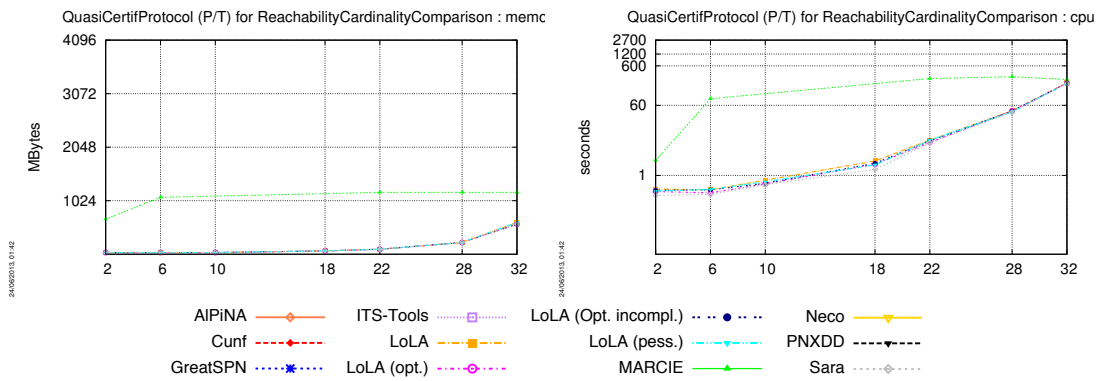 QuasiCertifProtocol (P/T) for ReachabilityCardinalityComparison : memo
4096
3072
2048
1024
MBytes
2 6 10 18 22 28 32
24/06/2013, 01:42
QuasiCertifProtocol (P/T) for ReachabilityCardinalityComparison : cpu
2700
1200
600
60
1
seconds
2 6 10 18 22 28 32
24/06/2013, 01:42
AlPiNA ITS-Tools LoLA (Opt. incompl.) Neco
Cunf LoLA LoLA (pess.) PNXDD
GreatSPN LoLA (opt.) MARCIE Sara